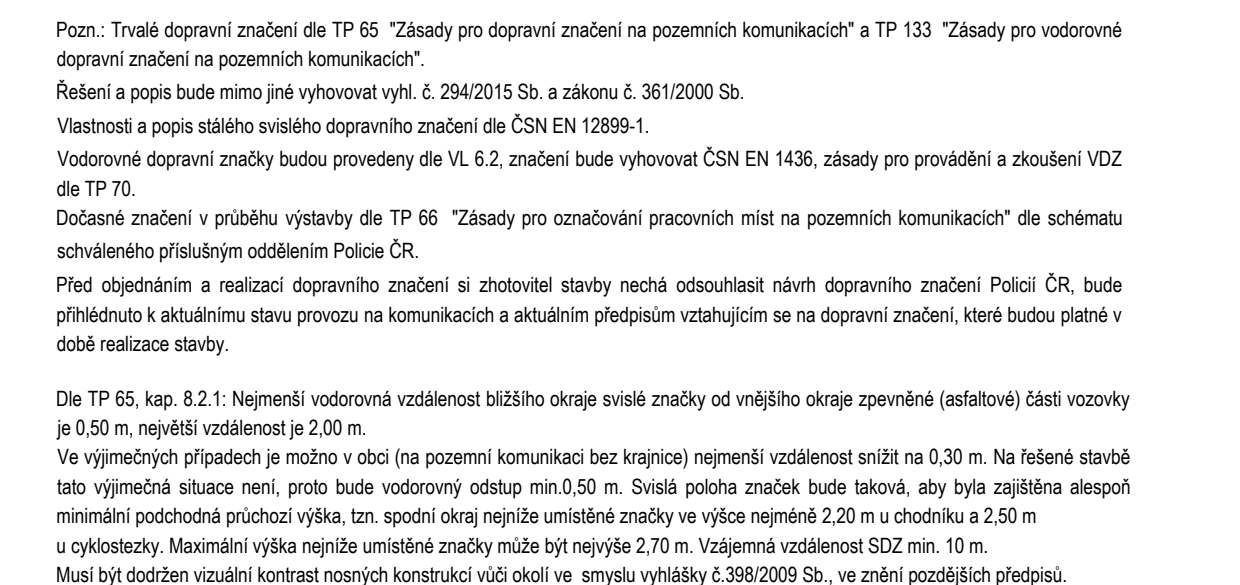 Pozn.: Trvalé dopravní značení dle TP 65 "Zásady pro dopravní značení na pozemních komunikacích" a TP 133 "Zásady pro vodorovné
dopravní značení na pozemních komunikacích".
Řešení a popis bude mimo jiné vyhovovat vyhl. č. 294/2015 Sb. a zákonu č. 361/2000 Sb.
Vlastnosti a popis stálého svislého dopravního značení dle ČSN EN 12899-1.
Vodorovné dopravní značky budou provedeny dle VL 6.2, značení bude vyhovovat ČSN EN 1436, zásady pro provádění a zkoušení VDZ
dle TP 70.
Dočasné značení v průběhu výstavby dle TP 66 "Zásady pro označování pracovních míst na pozemních komunikacích" dle schématu
schváleného příslušným oddělením Policie ČR.
Před objednáním a realizací dopravního značení si zhotovitel stavby nechá odsouhlasit návrh dopravního značení Policií ČR, bude
přihlédnuto k aktuálnímu stavu provozu na komunikacích a aktuálním předpisům vztahujícím se na dopravní značení, které budou platné v
době realizace stavby.
Dle TP 65, kap. 8.2.1: Nejmenší vodorovná vzdálenost bližšího okraje svislé značky od vnějšího okraje zpevněné (asfaltové) části vozovky
je 0,50 m, největší vzdálenost je 2,00 m.
Ve výjimečných případech je možno v obci (na pozemní komunikaci bez krajnice) nejmenší vzdálenost snížit na 0,30 m. Na řešené stavbě
tato výjimečná situace není, proto bude vodorovný odstup min.0,50 m. Svislá poloha značek bude taková, aby byla zajištěna alespoň
minimální podchodná průchozí výška, tzn. spodní okraj nejníže umístěné značky ve výšce nejméně 2,20 m u chodníku a 2,50 m
u cyklostezky. Maximální výška nejníže umístěné značky může být nejvýše 2,70 m. Vzájemná vzdálenost SDZ min. 10 m.
Musí být dodržen vizuální kontrast nosných konstrukcí vůči okolí ve smyslu vyhlášky č.398/2009 Sb., ve znění pozdějších předpisů.